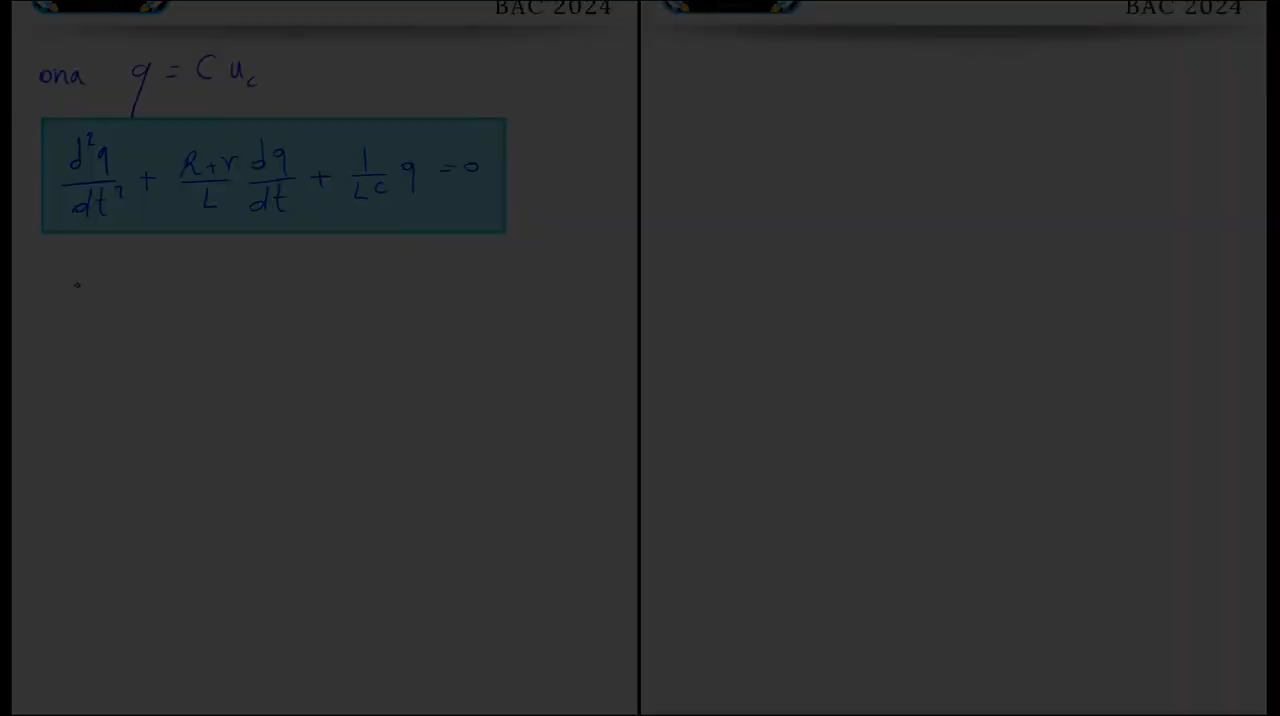 BAC 2024
BAC 2024
ona q = C u_c
d²q/dt² + R+r/L dq/dt + 1/LC q = 0